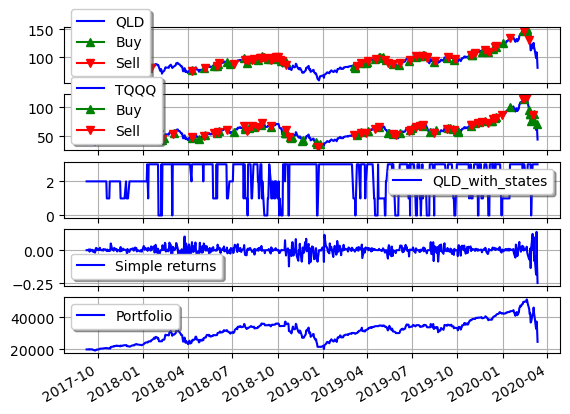 150
QLD
Buy
Sell
100
TQQQ
Buy
Sell
100
50
2
0
QLD_with_states
0.00
−0.25
Simple returns
40000
20000
Portfolio
2017-10 2018-01 2018-04 2018-07 2018-10 2019-01 2019-04 2019-07 2019-10 2020-01 2020-04